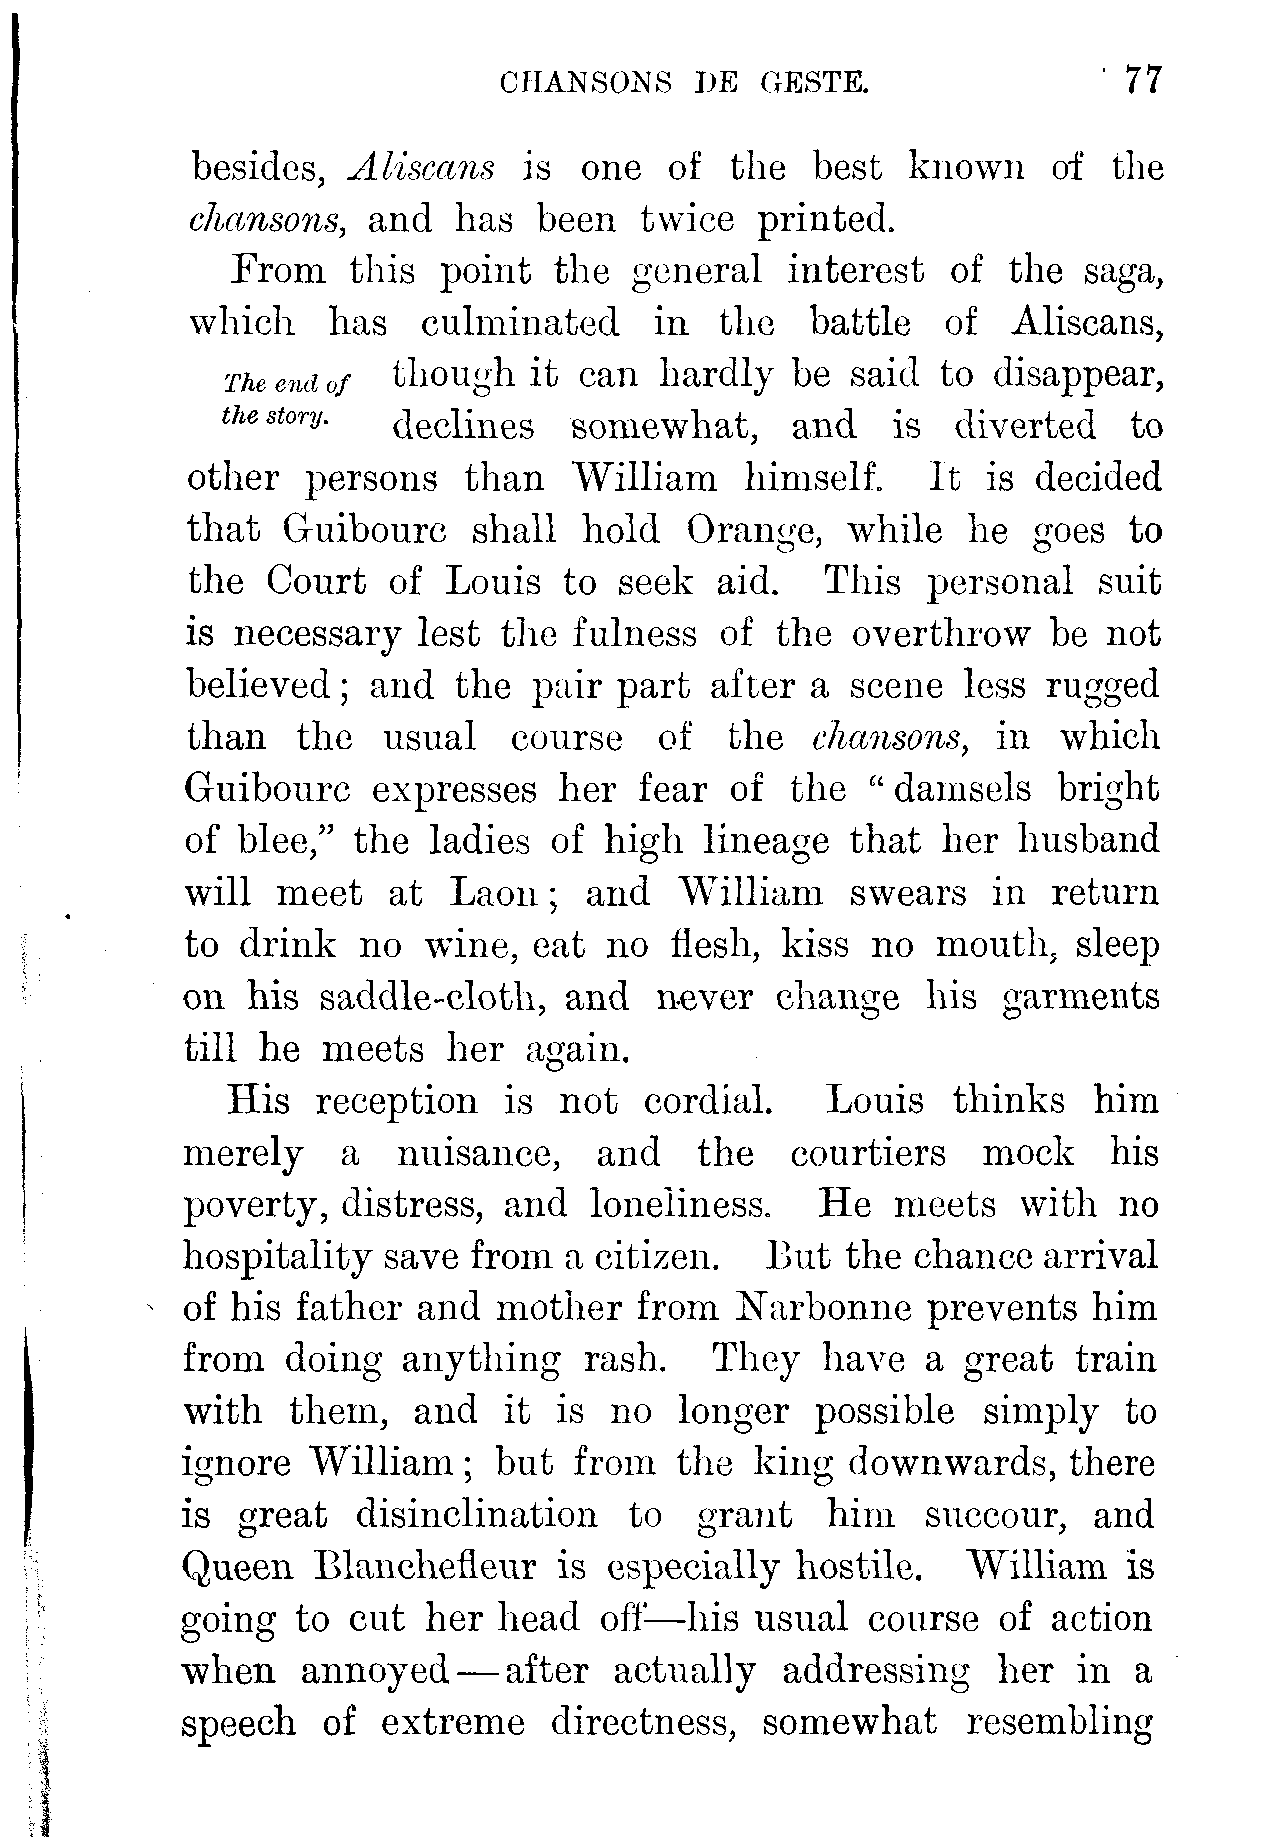 CHANSONS DE GESTE. 77
besides, Aliscans is one of the best known of the
chansons, and has been twice printed.
From this point the general interest of the saga,
which has culminated in the battle of Aliscans,
The end of
the story.
though it can hardly be said to disappear,
declines somewhat, and is diverted to
other persons than William himself. It is decided
that Guibourc shall hold Orange, while he goes to
the Court of Louis to seek aid. This personal suit
is necessary lest the fulness of the overthrow be not
believed; and the pair part after a scene less rugged
than the usual course of the chansons, in which
Guibourc expresses her fear of the “damsels bright
of blee,” the ladies of high lineage that her husband
will meet at Laon; and William swears in return
to drink no wine, eat no flesh, kiss no mouth, sleep
on his saddle-cloth, and never change his garments
till he meets her again.
His reception is not cordial. Louis thinks him
merely a nuisance, and the courtiers mock his
poverty, distress, and loneliness. He meets with no
hospitality save from a citizen. But the chance arrival
of his father and mother from Narbonne prevents him
from doing anything rash. They have a great train
with them, and it is no longer possible simply to
ignore William; but from the king downwards, there
is great disinclination to grant him succour, and
Queen Blanchefleur is especially hostile. William is
going to cut her head off—his usual course of action
when annoyed—after actually addressing her in a
speech of extreme directness, somewhat resembling